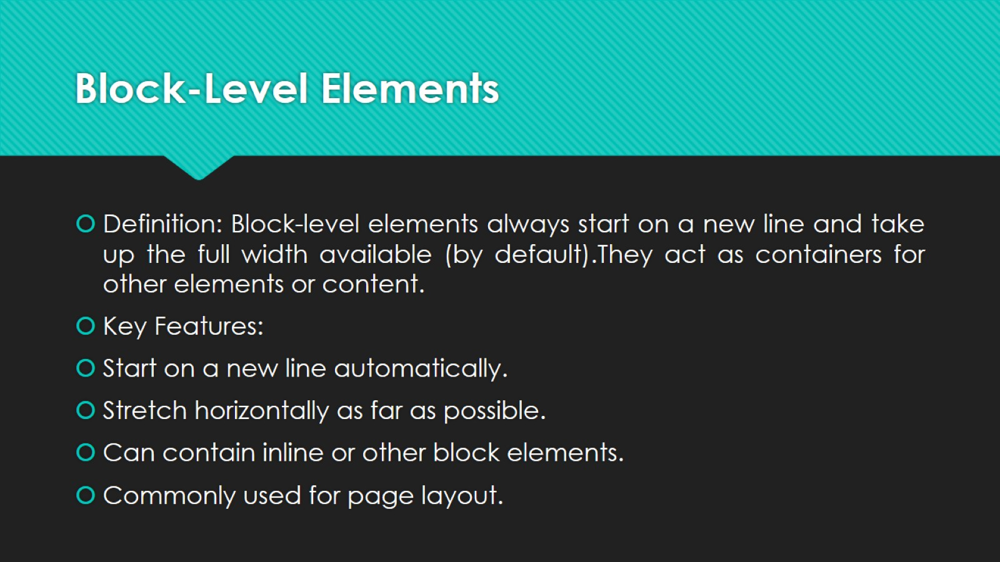 Block-Level Elements
Definition: Block-level elements always start on a new line and take
up the full width available (by default).They act as containers for
other elements or content.
Key Features:
Start on a new line automatically.
Stretch horizontally as far as possible.
Can contain inline or other block elements.
Commonly used for page layout.